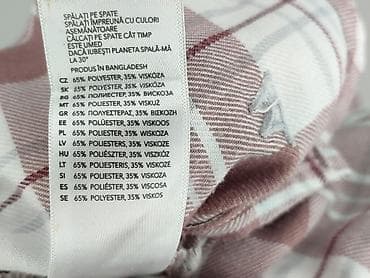 SPĂLAȚI PE SPATE
SPĂLAȚI ÎMPREUNĂ CU CULORI
ASEMĂNĂTOARE
CĂLCAȚI PE SPATE CÂT TIMP
ESTE UMED
DACĂ IUBEȘTI PLANETA SPALĂ-MĂ
LA 30°
PRODUS ÎN BANGLADESH
CZ 65% POLYESTER, 35% VISKÓZA
SK 65% POLYESTER, 35% VISKÓZA
BG 65% ПОЛИЕСТЕР, 35% ВИСКОЗА
MT 65% POLYESTER, 35% VISKUŻ
GR 65% ΠΟΛΥΕΣΤΕΡΑΣ, 35% ΒΙΣΚΟΖΗ
EE 65% POLÜESTER, 35% VISKOOS
PL 65% POLIESTER, 35% WISKOZA
LV 65% POLIESTERS, 35% VISKOZE
HU 65% POLIÉSZTER, 35% VISZKÓZ
LT 65% POLIESTERIS, 35% VISKOZĖ
SI 65% POLIESTER, 35% VISKOZA
ES 65% POLIÉSTER, 35% VISCOSA
SE 65% POLYESTER, 35% VISKOS